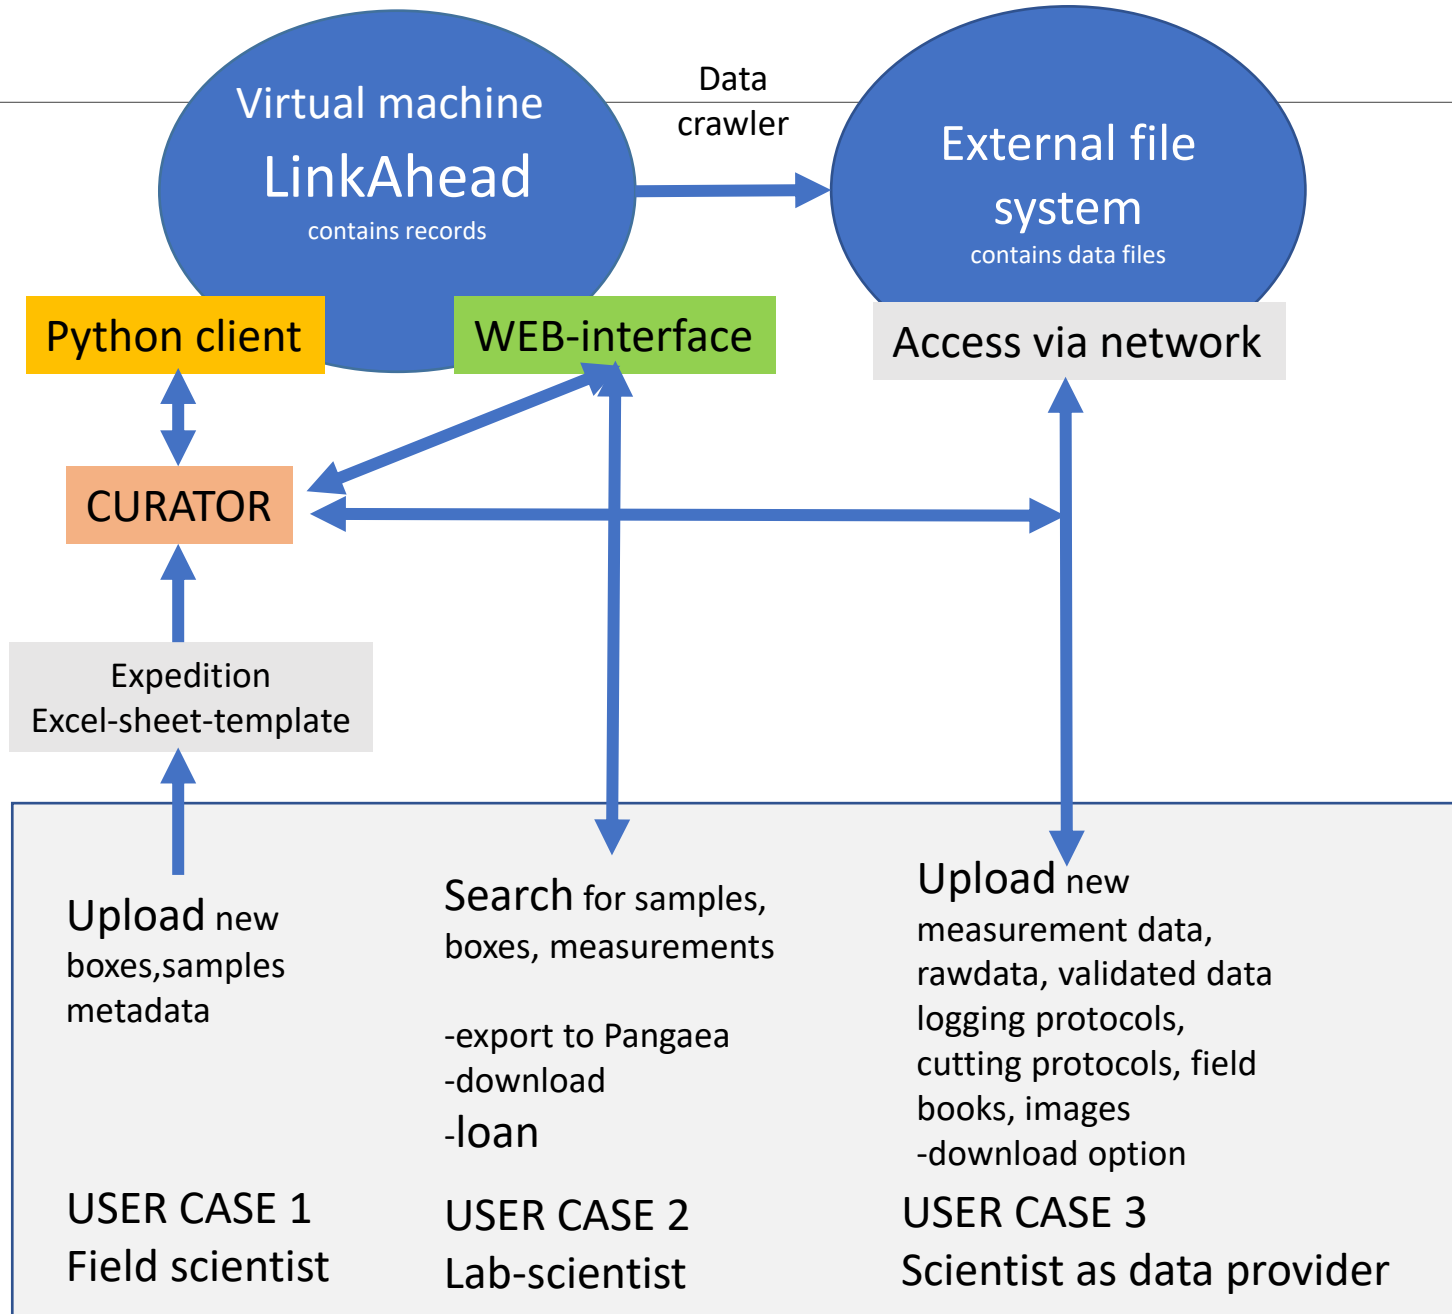 Virtual machine
LinkAhead
contains records
Data
crawler
External file
system
contains data files
Python client
WEB-interface
Access via network
CURATOR
Expedition
Excel-sheet-template
Upload new
boxes,samples
metadata
USER CASE 1
Field scientist
Search for samples,
boxes, measurements
-export to Pangaea
-download
-loan
USER CASE 2
Lab-scientist
Upload new
measurement data,
rawdata, validated data
logging protocols,
cutting protocols, field
books, images
-download option
USER CASE 3
Scientist as data provider